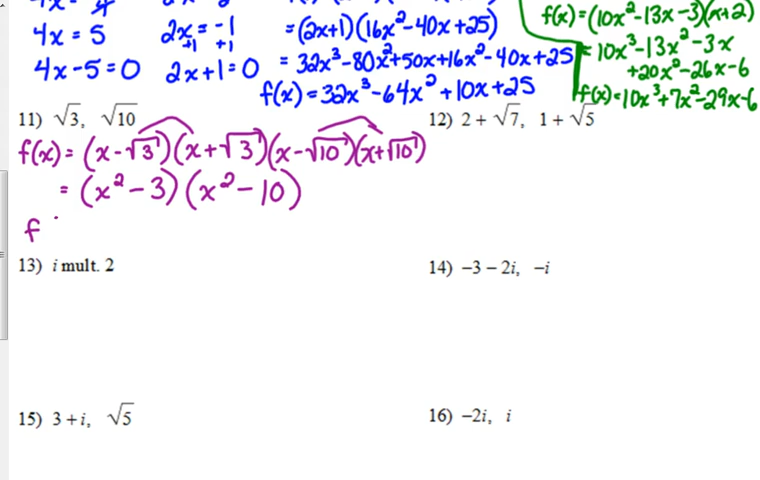 4x = 5
2x = -1
+1 +1
4x-5=0
2x+1=0
=(2x+1)(16x²-40x+25)
= 32x³-80x²+50x+16x²-40x+25
f(x)=32x³-64x²+10x+25
f(x)=(10x²-13x-3)(x+2)
=10x³-13x²-3x
+20x²-26x-6
f(x)=10x³+7x²-29x-6
11) √3, √10
f(x) = (x-√3)(x+√3)(x-√10)(x+√10)
= (x²-3)(x²-10)
f
12) 2 + √7, 1 + √5
13) i mult. 2
14) −3 − 2i, −i
15) 3 + i, √5
16) −2i, i